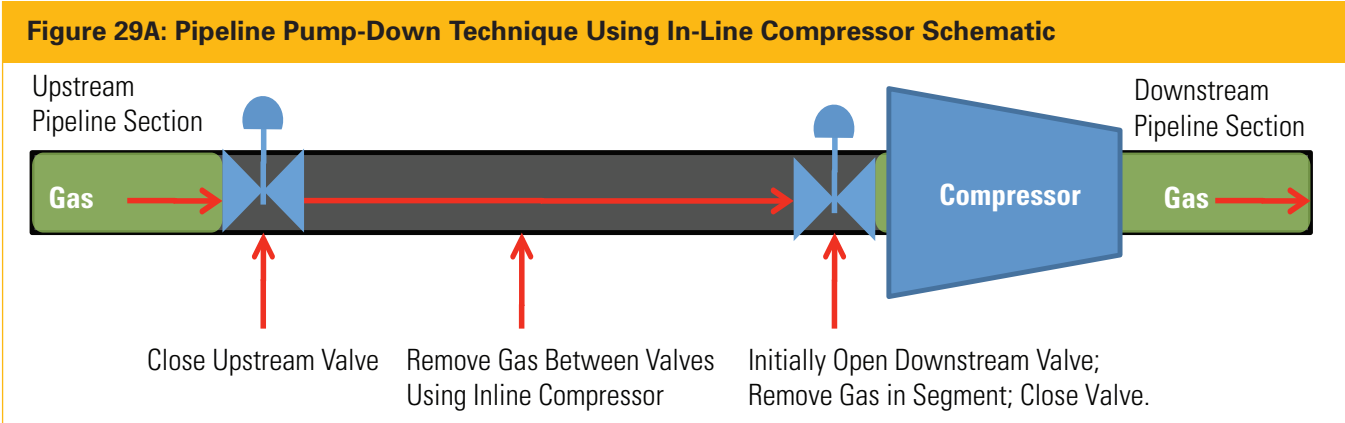 Figure 29A: Pipeline Pump-Down Technique Using In-Line Compressor Schematic
Upstream
Pipeline Section
Downstream
Pipeline Section
Gas
Compressor
Gas
Close Upstream Valve
Remove Gas Between Valves
Using Inline Compressor
Initially Open Downstream Valve;
Remove Gas in Segment; Close Valve.